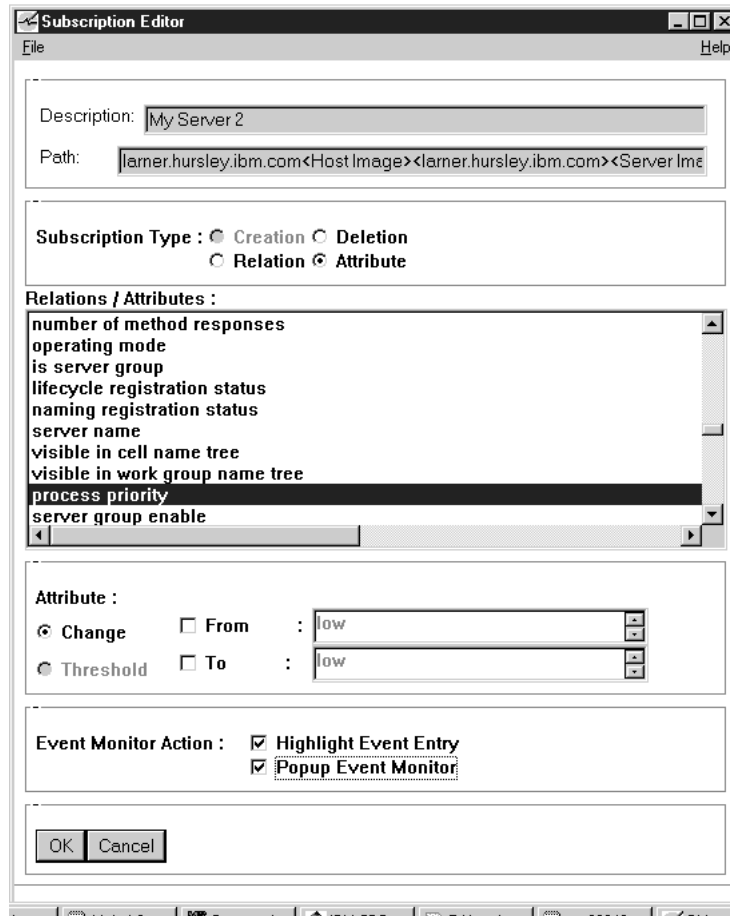 Subscription Editor
File Help
Description: My Server 2
Path: larner.hursley.ibm.com<Host Image><larner.hursley.ibm.com><Server Ima
Subscription Type : Creation Deletion
Relation Attribute
Relations / Attributes :
number of method responses
operating mode
is server group
lifecycle registration status
naming registration status
server name
visible in cell name tree
visible in work group name tree
process priority
server group enable
Attribute :
Change From : low
Threshold To : low
Event Monitor Action : Highlight Event Entry
Popup Event Monitor
OK Cancel